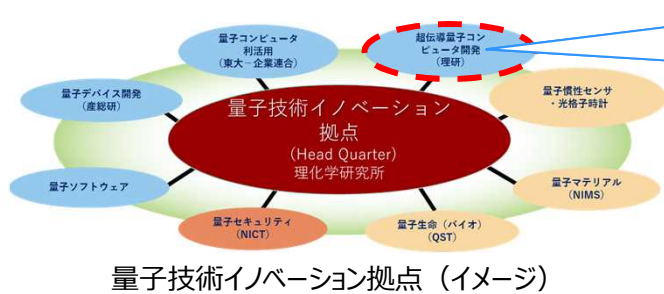 量子コンピュータ
利活用
(東大－企業連合)
超伝導量子コン
ピュータ開発
(理研)
量子デバイス開発
(産総研)
量子慣性センサ
・光格子時計
量子技術イノベーション
拠点
(Head Quarter)
理化学研究所
量子ソフトウェア
量子マテリアル
(NIMS)
量子セキュリティ
(NICT)
量子生命（バイオ）
(QST)
量子技術イノベーション拠点（イメージ）